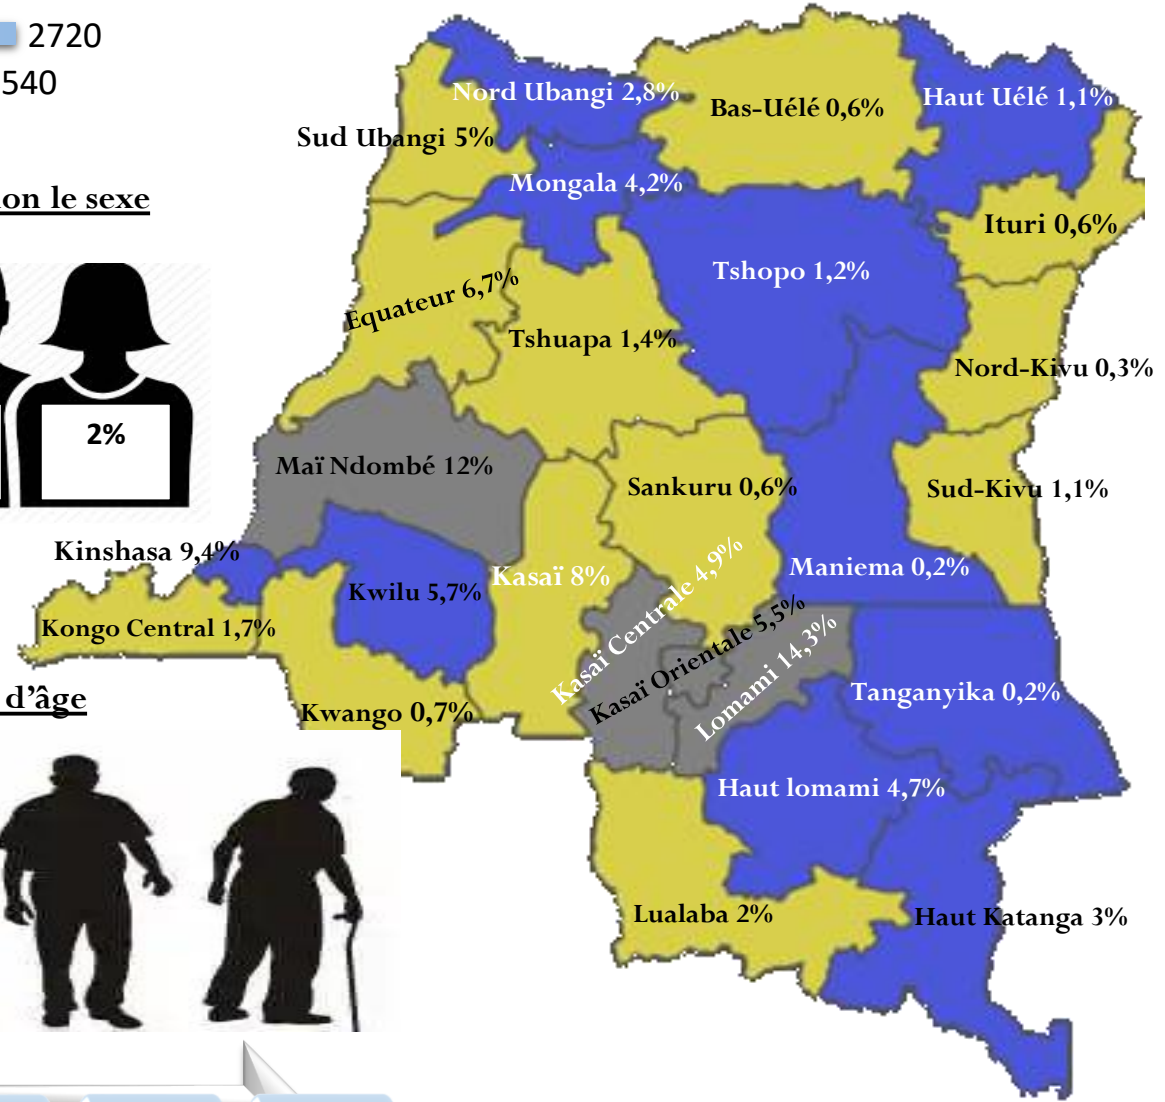 2720
540
Nord Ubangi 2,8%
Bas-Uélé 0,6%
Haut Uélé 1,1%
Sud Ubangi 5%
Mongala 4,2%
on le sexe
Ituri 0,6%
Tshopo 1,2%
Equateur 6,7%
Tshuapa 1,4%
Nord-Kivu 0,3%
2%
Maï Ndombé 12%
Sankuru 0,6%
Sud-Kivu 1,1%
Kinshasa 9,4%
Kasaï 8%
Kasaï Centrale 4,9%
Maniema 0,2%
Kwilu 5,7%
Kongo Central 1,7%
Kasaï Orientale 5,5%
Lomami 14,3%
d’âge
Kwango 0,7%
Tanganyika 0,2%
Haut lomami 4,7%
Lualaba 2%
Haut Katanga 3%